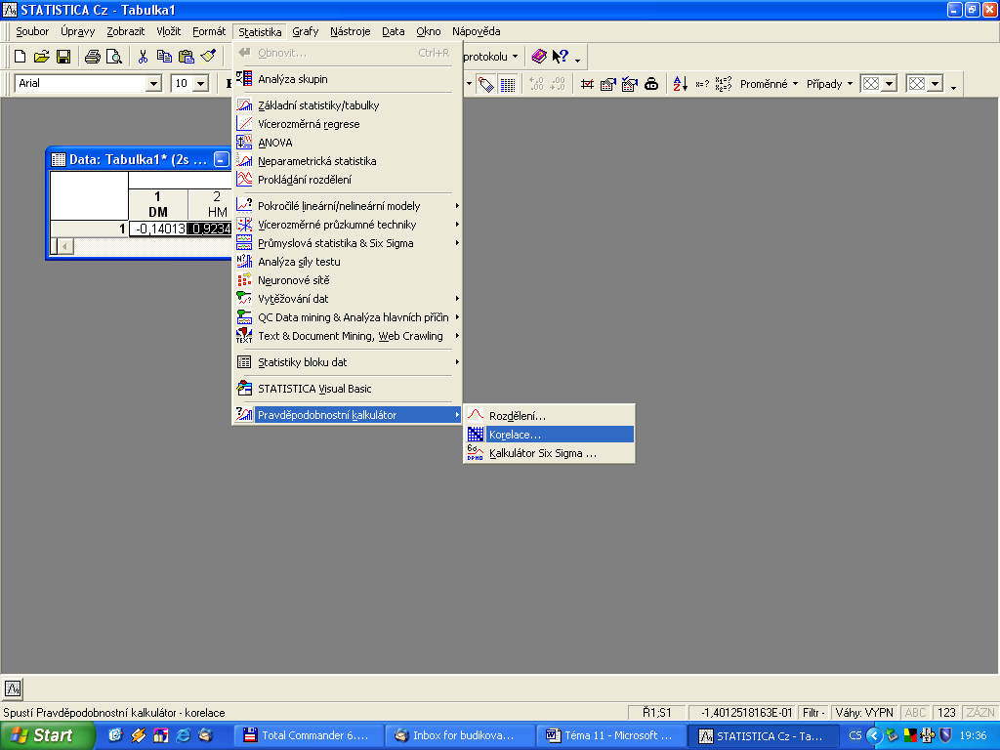 STATISTICA Cz - Tabulka1
Soubor Úpravy Zobrazit Vložit Formát Statistika Grafy Nástroje Data Okno Nápověda
protokolu
Arial 10
Proměnné Případy
Obnovit... Ctrl+R
Analýza skupin
Základní statistiky/tabulky
Vícerozměrná regrese
ANOVA
Neparametrická statistika
Prokládání rozdělení
Pokročilé lineární/nelineární modely
Vícerozměrné průzkumné techniky
Průmyslová statistika & Six Sigma
Analýza síly testu
Neuronové sítě
Vytěžování dat
QC Data mining & Analýza hlavních příčin
Text & Document Mining, Web Crawling
Statistiky bloku dat
STATISTICA Visual Basic
Pravděpodobnostní kalkulátor
Rozdělení...
Korelace...
Kalkulátor Six Sigma ...
Data: Tabulka1* (2s ...
1 2
DM HM
1 -0,14013 0,9234
Spustí Pravděpodobnostní kalkulátor - korelace
Ř1;S1 -1,4012518163E-01 Filtr - Váhy: VYPN ABC 123 ZÁZN
Start
Total Commander 6....
Inbox for budikova...
Téma 11 - Microsoft ...
STATISTICA Cz - Ta...
CS
19:36